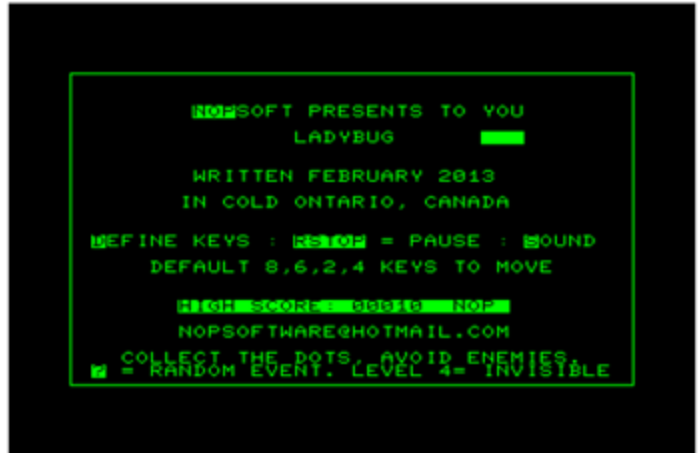 NOPSOFT PRESENTS TO YOU
LADYBUG
WRITTEN FEBRUARY 2013
IN COLD ONTARIO, CANADA
DEFINE KEYS : RSTOP = PAUSE : SOUND
DEFAULT 8,6,2,4 KEYS TO MOVE
HIGH SCORE: 00010 NOP
NOPSOFTWARE@HOTMAIL.COM
COLLECT THE DOTS, AVOID ENEMIES.
? = RANDOM EVENT. LEVEL 4= INVISIBLE